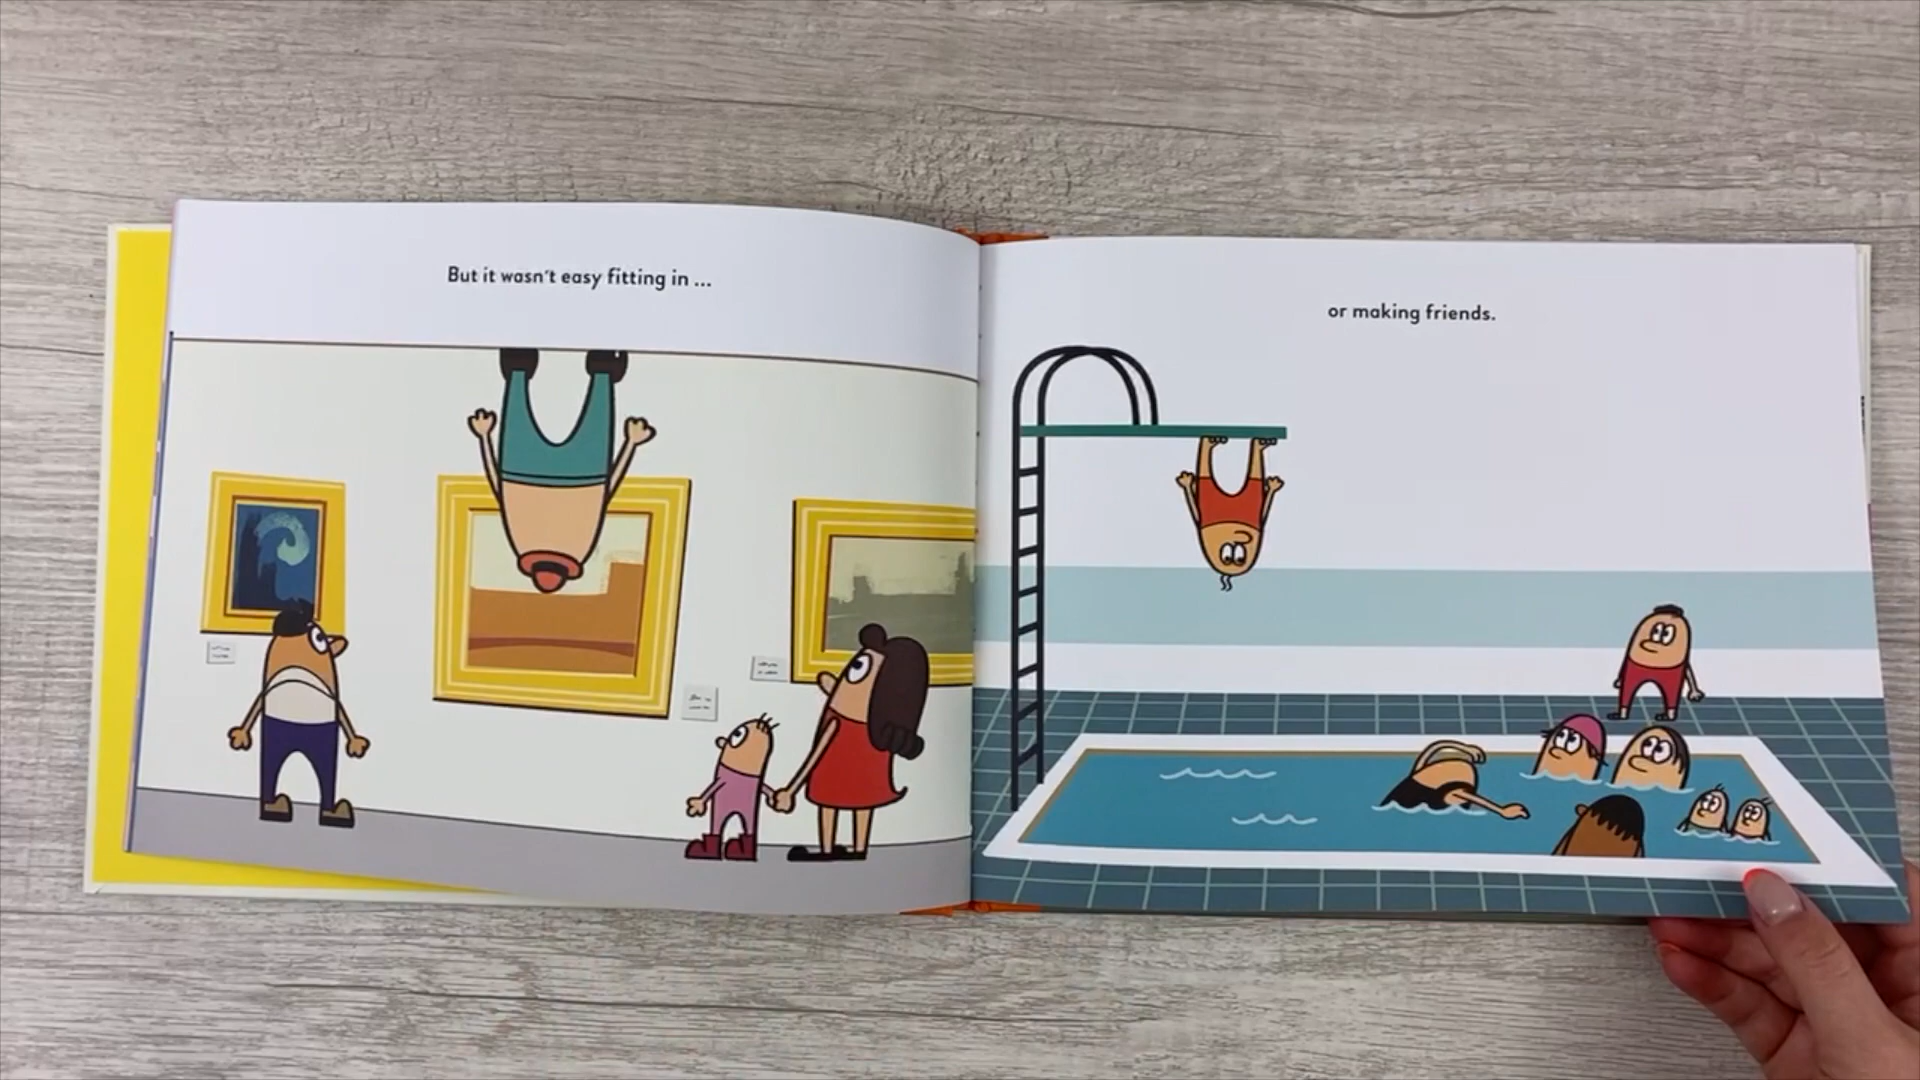 But it wasn't easy fitting in ...
or making friends.